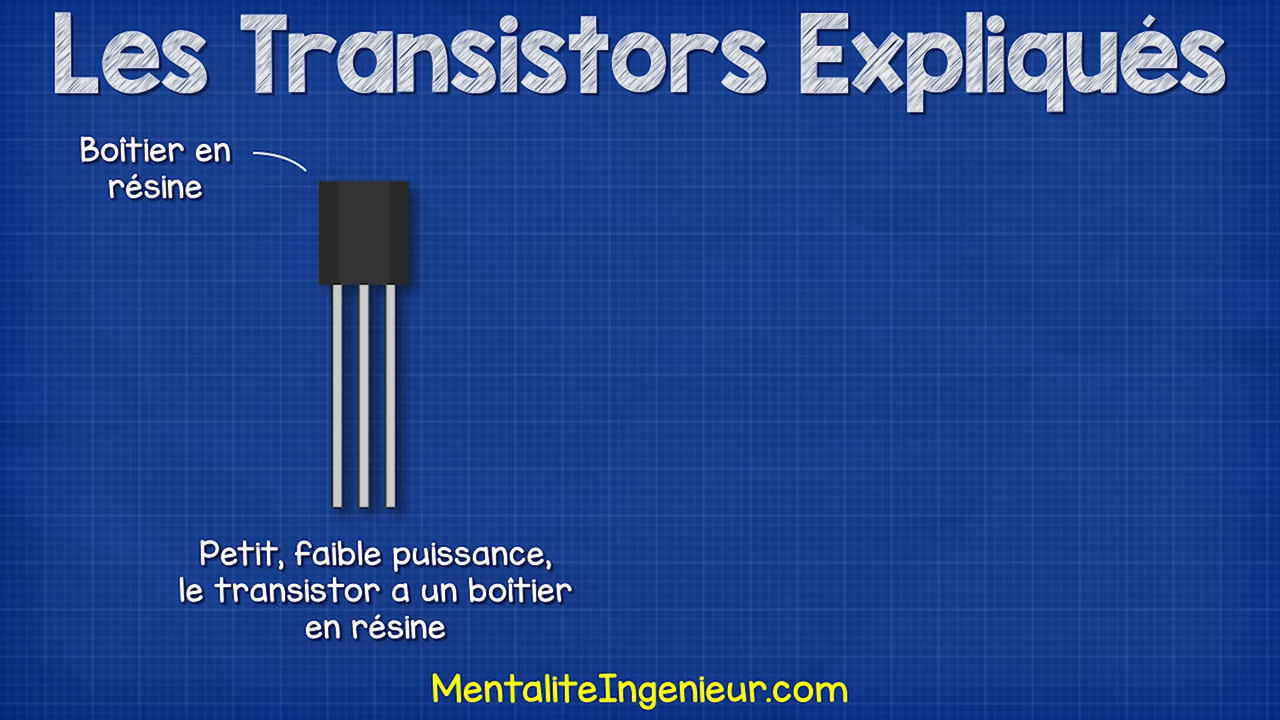 Les Transistors Expliqués
Boîtier en
résine
Petit, faible puissance,
le transistor a un boîtier
en résine
MentaliteIngenieur.com